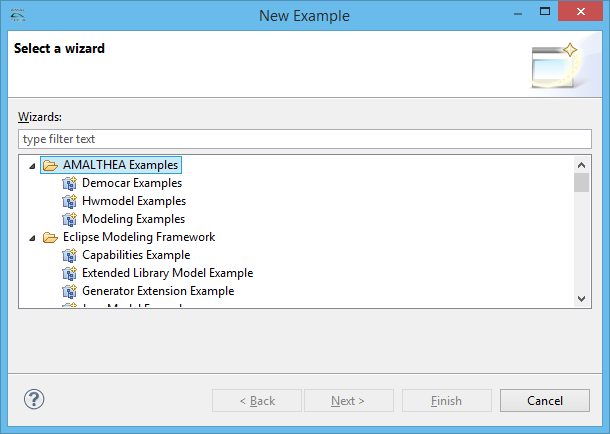 New Example
Select a wizard
Wizards:
type filter text
AMALTHEA Examples
Democar Examples
Hwmodel Examples
Modeling Examples
Eclipse Modeling Framework
Capabilities Example
Extended Library Model Example
Generator Extension Example
< Back Next > Finish Cancel